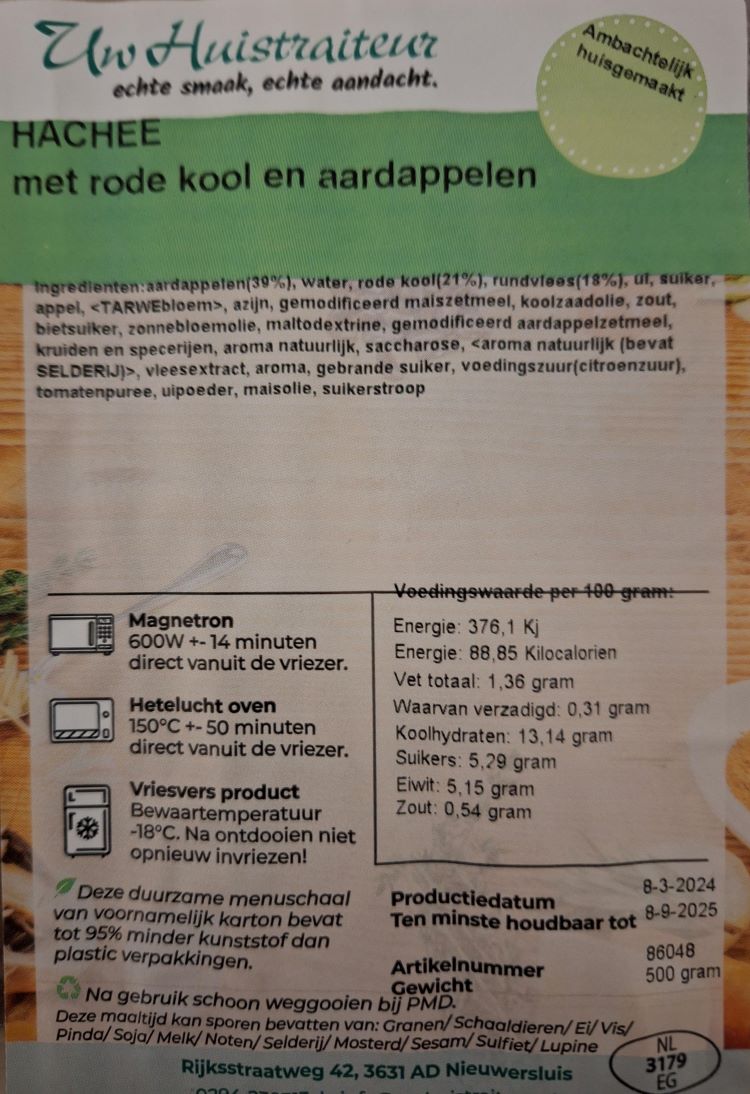 Uw Huistraiteur
echte smaak, echte aandacht.
Ambachtelijk
huisgemaakt
HACHEE
met rode kool en aardappelen
Ingredienten:aardappelen(39%), water, rode kool(21%), rundvlees(18%), ui, suiker,
appel, <TARWEbloem>, azijn, gemodificeerd maiszetmeel, koolzaadolie, zout,
bietsuiker, zonnebloemolie, maltodextrine, gemodificeerd aardappelzetmeel,
kruiden en specerijen, aroma natuurlijk, saccharose, <aroma natuurlijk (bevat
SELDERIJ)>, vleesextract, aroma, gebrande suiker, voedingszuur(citroenzuur),
tomatenpuree, uipoeder, maisolie, suikerstroop
Magnetron
600W +- 14 minuten
direct vanuit de vriezer.
Hetelucht oven
150°C +- 50 minuten
direct vanuit de vriezer.
Vriesvers product
Bewaartemperatuur
-18°C. Na ontdooien niet
opnieuw invriezen!
Voedingswaarde per 100 gram:
Energie: 376,1 Kj
Energie: 88,85 Kilocalorien
Vet totaal: 1,36 gram
Waarvan verzadigd: 0,31 gram
Koolhydraten: 13,14 gram
Suikers: 5,29 gram
Eiwit: 5,15 gram
Zout: 0,54 gram
Deze duurzame menuschaal
van voornamelijk karton bevat
tot 95% minder kunststof dan
plastic verpakkingen.
Productiedatum 8-3-2024
Ten minste houdbaar tot 8-9-2025
Artikelnummer 86048
Gewicht 500 gram
Na gebruik schoon weggooien bij PMD.
Deze maaltijd kan sporen bevatten van: Granen/ Schaaldieren/ Ei/ Vis/
Pinda/ Soja/ Melk/ Noten/ Selderij/ Mosterd/ Sesam/ Sulfiet/ Lupine
NL
3179
EG
Rijksstraatweg 42, 3631 AD Nieuwersluis